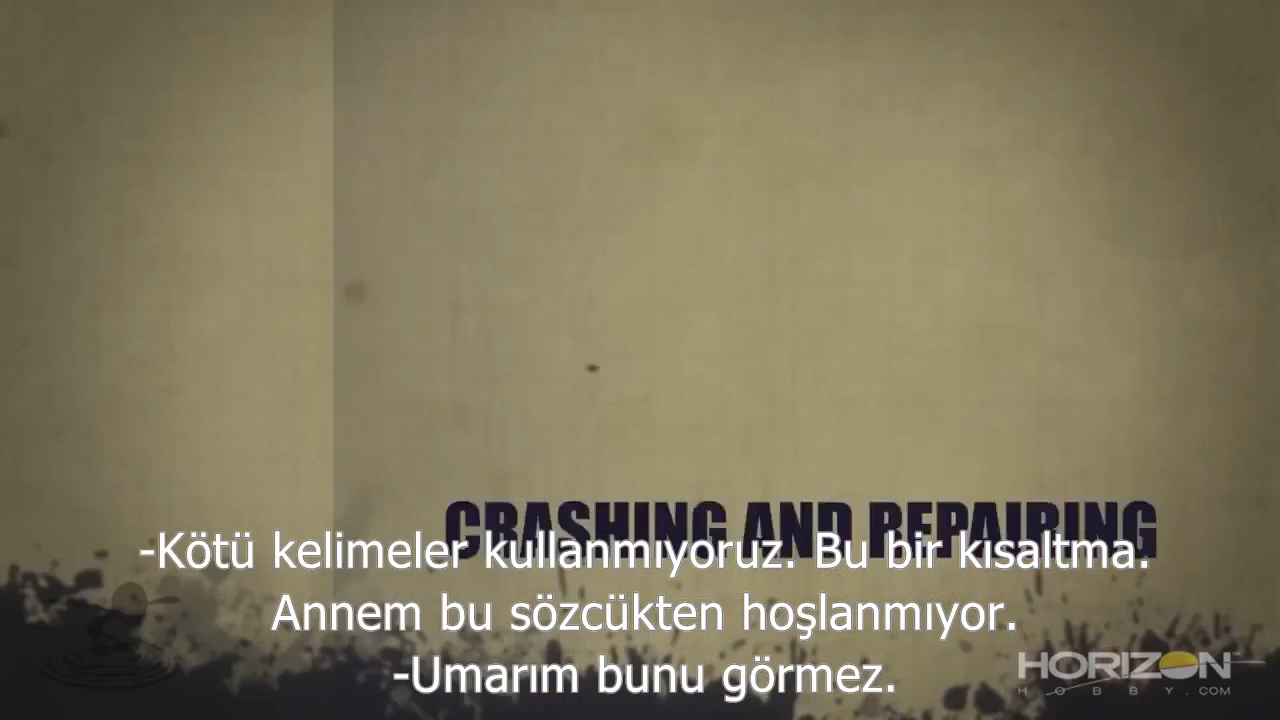 CRASHING AND REPAIRING
-Kötü kelimeler kullanmıyoruz. Bu bir kısaltma.
Annem bu sözcükten hoşlanmıyor.
-Umarım bunu görmez.
HORIZON
HOBBY.COM